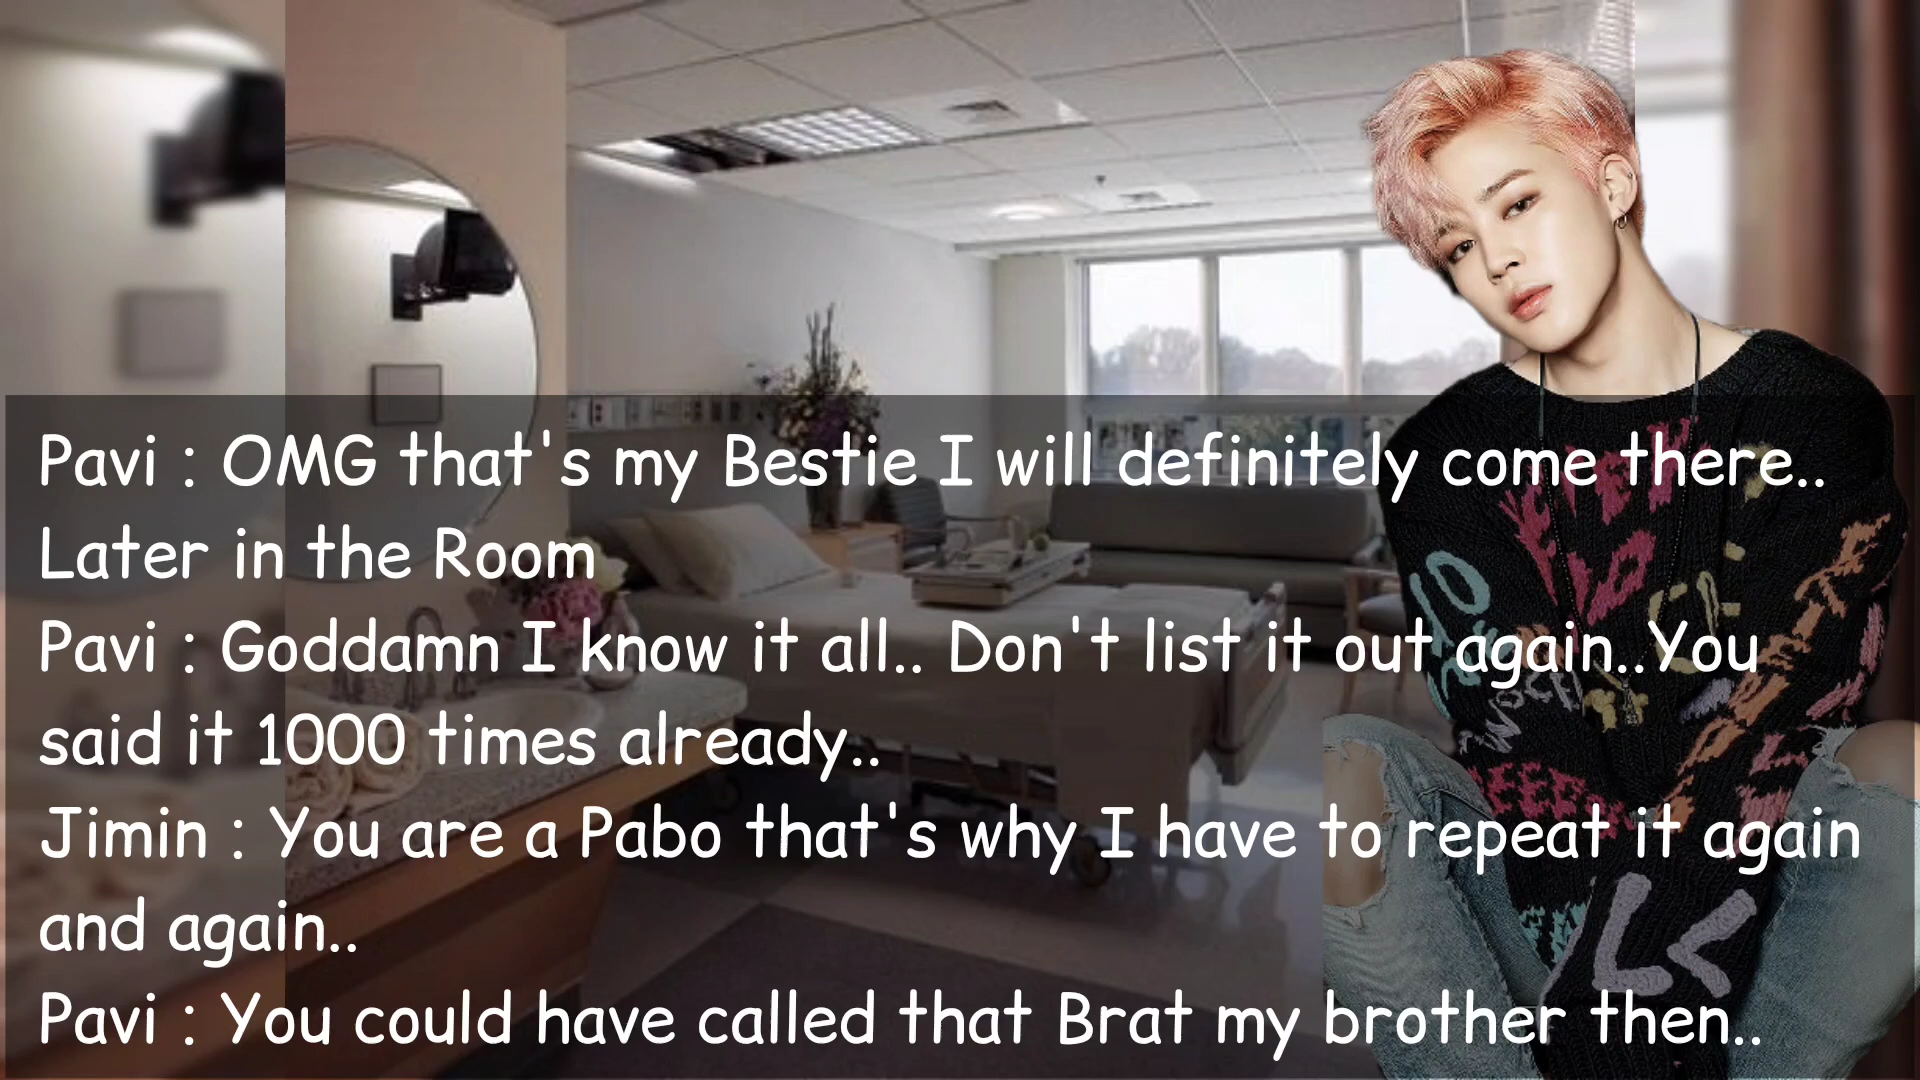 Pavi : OMG that's my Bestie I will definitely come there..
Later in the Room
Pavi : Goddamn I know it all.. Don't list it out again..You
said it 1000 times already..
Jimin : You are a Pabo that's why I have to repeat it again
and again..
Pavi : You could have called that Brat my brother then..